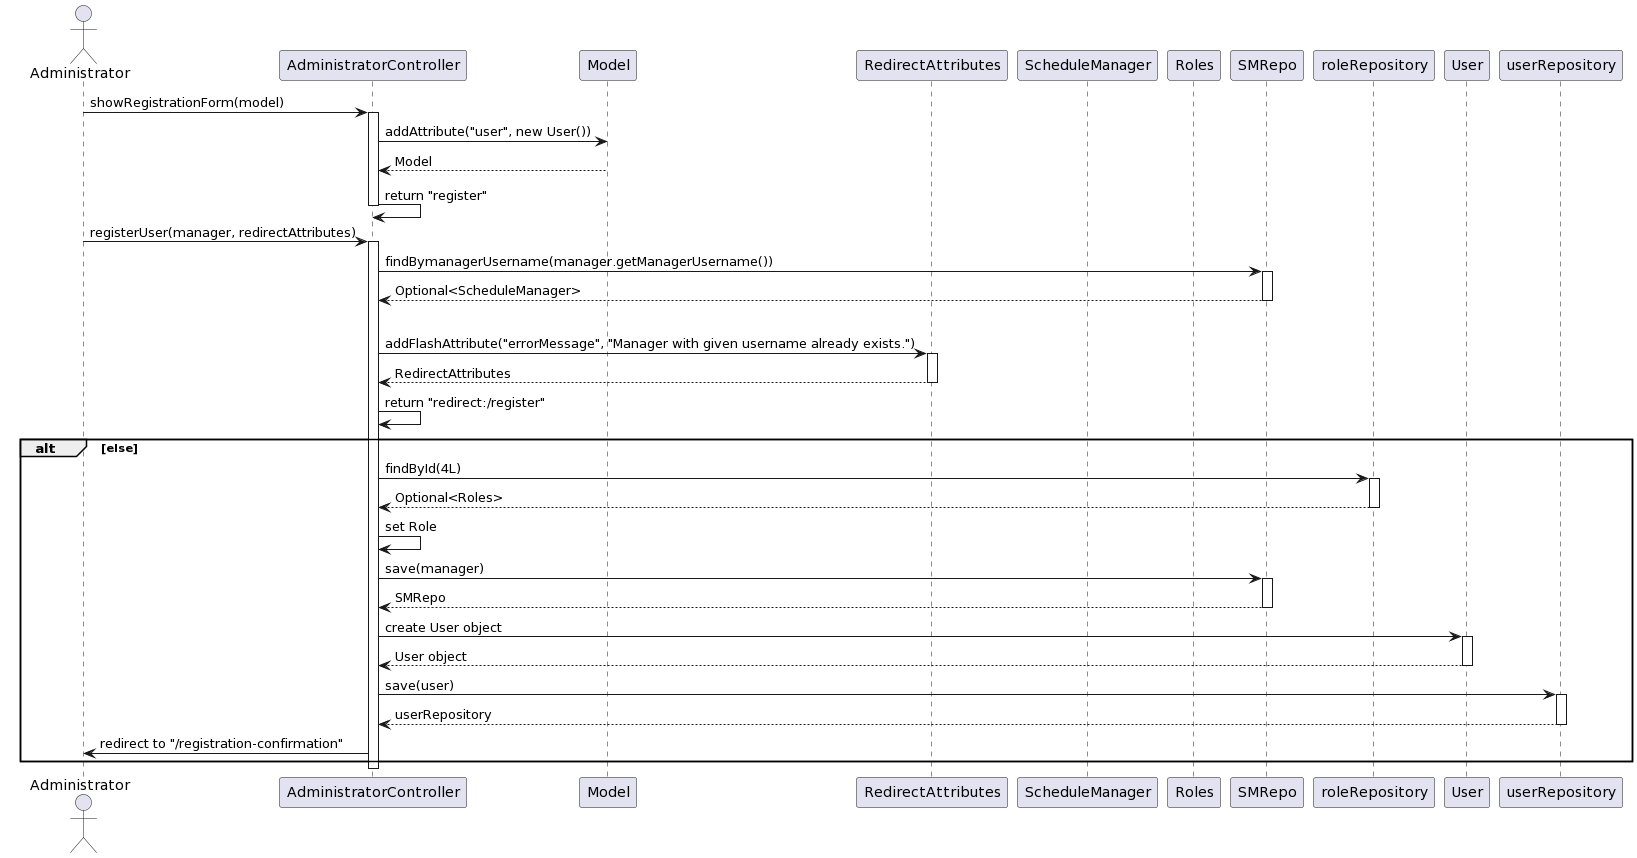 Administrator
AdministratorController
Model
RedirectAttributes
ScheduleManager
Roles
SMRepo
roleRepository
User
userRepository
showRegistrationForm(model)
addAttribute("user", new User())
Model
return "register"
registerUser(manager, redirectAttributes)
findBymanagerUsername(manager.getManagerUsername())
Optional<ScheduleManager>
addFlashAttribute("errorMessage", "Manager with given username already exists.")
RedirectAttributes
return "redirect:/register"
alt [else]
findById(4L)
Optional<Roles>
set Role
save(manager)
SMRepo
create User object
User object
save(user)
userRepository
redirect to "/registration-confirmation"
Administrator
AdministratorController
Model
RedirectAttributes
ScheduleManager
Roles
SMRepo
roleRepository
User
userRepository